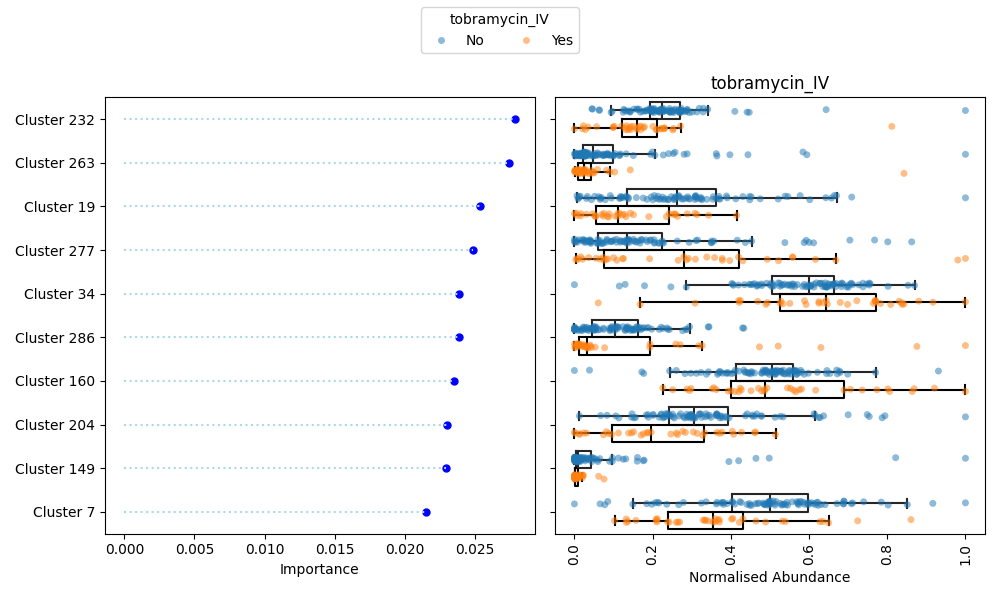 tobramycin_IV
No Yes
tobramycin_IV
Cluster 232
Cluster 263
Cluster 19
Cluster 277
Cluster 34
Cluster 286
Cluster 160
Cluster 204
Cluster 149
Cluster 7
0.000 0.005 0.010 0.015 0.020 0.025
Importance
0.0 0.2 0.4 0.6 0.8 1.0
Normalised Abundance